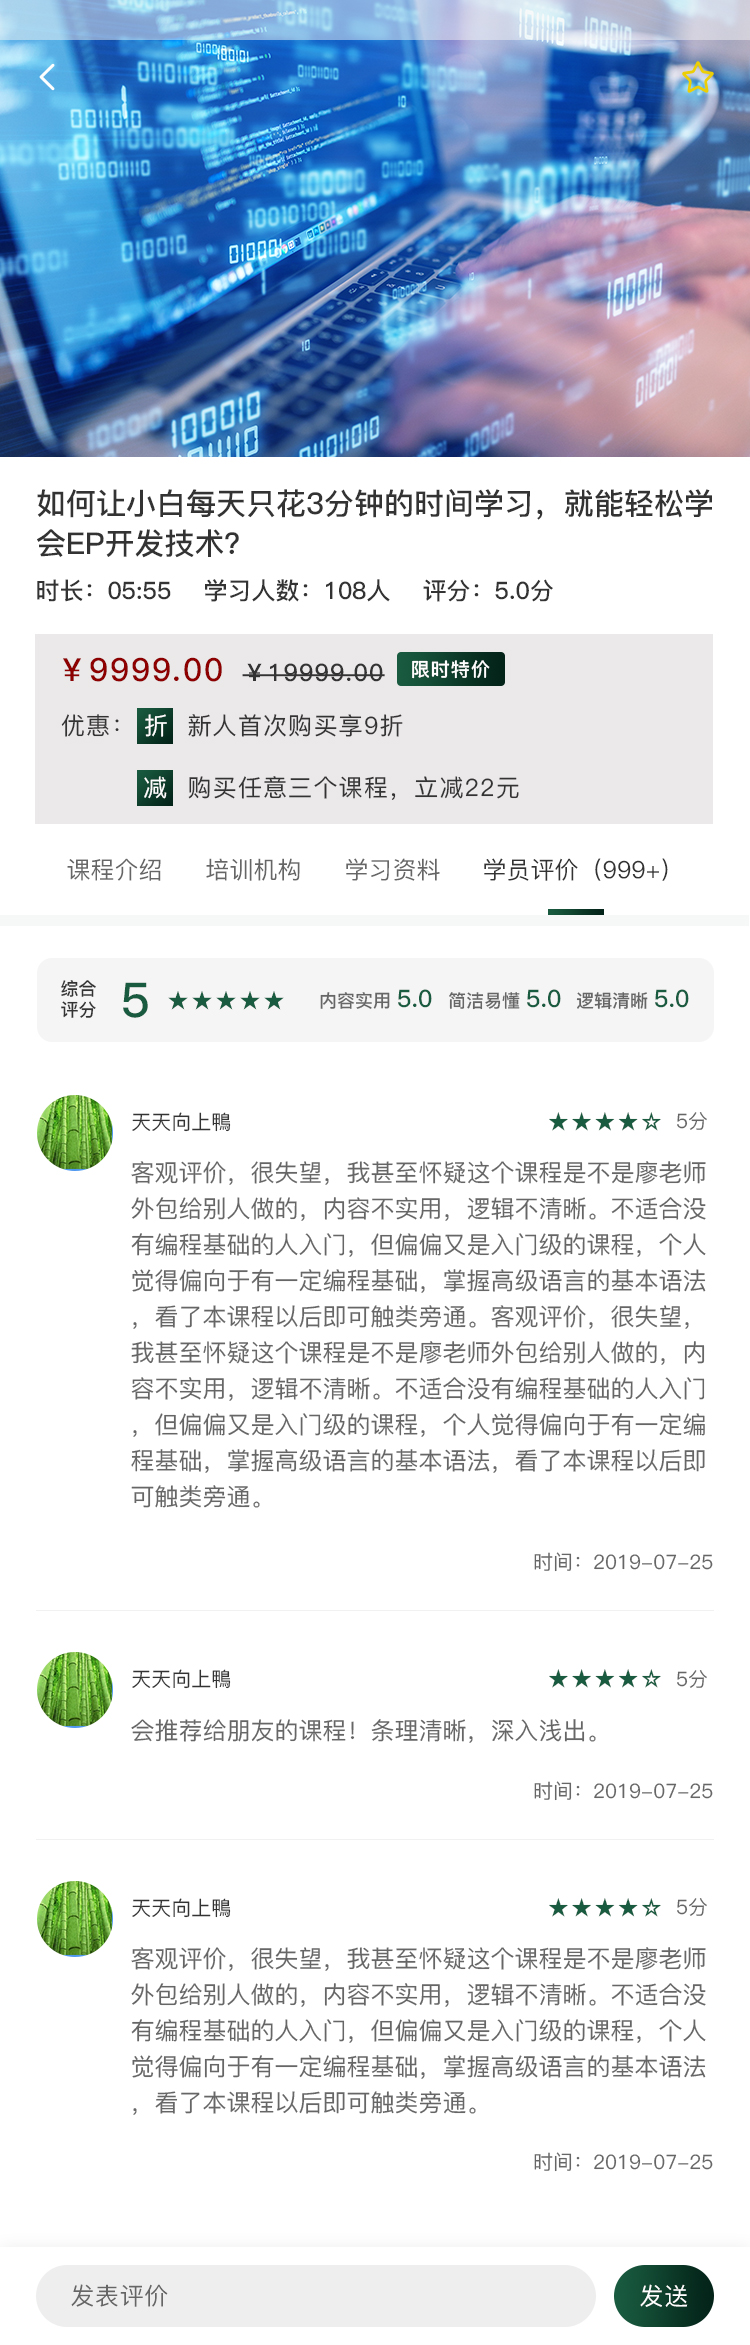 如何让小白每天只花3分钟的时间学习，就能轻松学
会EP开发技术?
时长：05:55 学习人数：108人 评分：5.0分
￥9999.00 ￥19999.00 限时特价
优惠： 折 新人首次购买享9折
减 购买任意三个课程，立减22元
课程介绍 培训机构 学习资料 学员评价（999+）
综合
评分
5 ★★★★★ 内容实用 5.0 简洁易懂 5.0 逻辑清晰 5.0
天天向上鴨 ★★★★☆ 5分
客观评价，很失望，我甚至怀疑这个课程是不是廖老师
外包给别人做的，内容不实用，逻辑不清晰。不适合没
有编程基础的人入门，但偏偏又是入门级的课程，个人
觉得偏向于有一定编程基础，掌握高级语言的基本语法
，看了本课程以后即可触类旁通。客观评价，很失望，
我甚至怀疑这个课程是不是廖老师外包给别人做的，内
容不实用，逻辑不清晰。不适合没有编程基础的人入门
，但偏偏又是入门级的课程，个人觉得偏向于有一定编
程基础，掌握高级语言的基本语法，看了本课程以后即
可触类旁通。
时间：2019-07-25
天天向上鴨 ★★★★☆ 5分
会推荐给朋友的课程！条理清晰，深入浅出。
时间：2019-07-25
天天向上鴨 ★★★★☆ 5分
客观评价，很失望，我甚至怀疑这个课程是不是廖老师
外包给别人做的，内容不实用，逻辑不清晰。不适合没
有编程基础的人入门，但偏偏又是入门级的课程，个人
觉得偏向于有一定编程基础，掌握高级语言的基本语法
，看了本课程以后即可触类旁通。
时间：2019-07-25
发表评价 发送